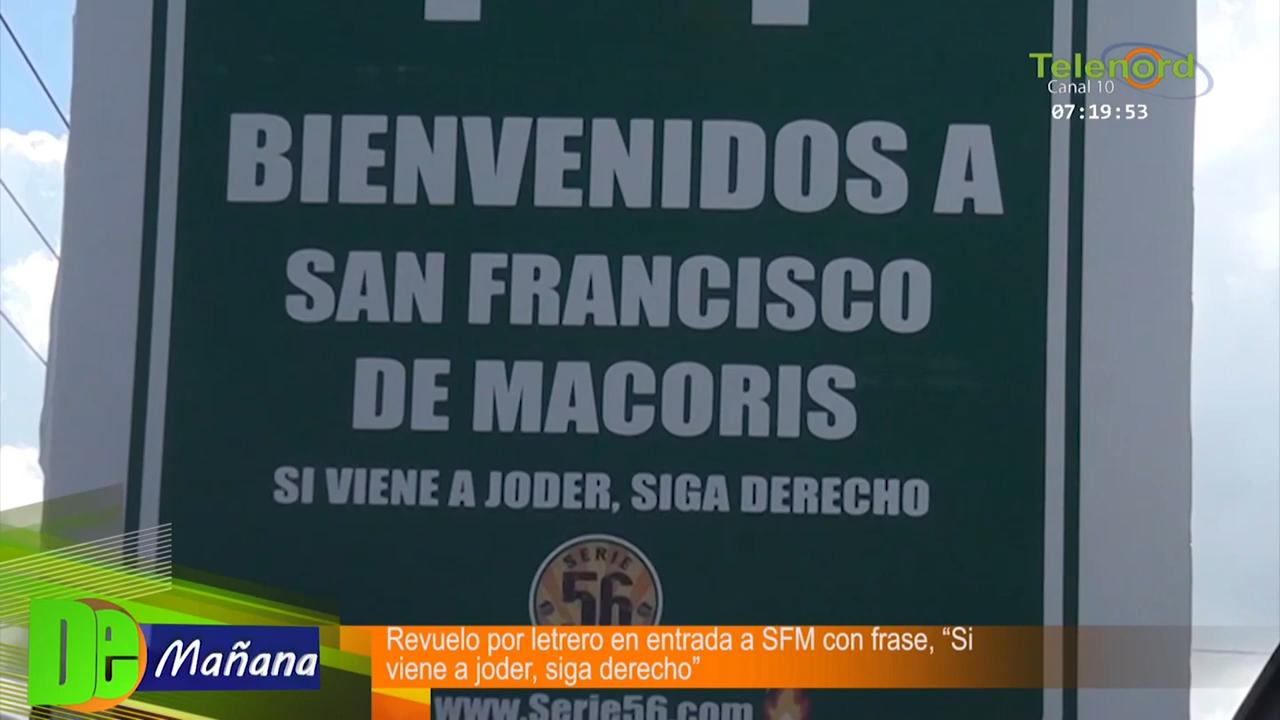 Telenord
Canal 10
07:19:53
BIENVENIDOS A
SAN FRANCISCO
DE MACORIS
SI VIENE A JODER, SIGA DERECHO
SERIE
56
De Mañana
Revuelo por letrero en entrada a SFM con frase, “Si
viene a joder, siga derecho”
www.Serie56.com